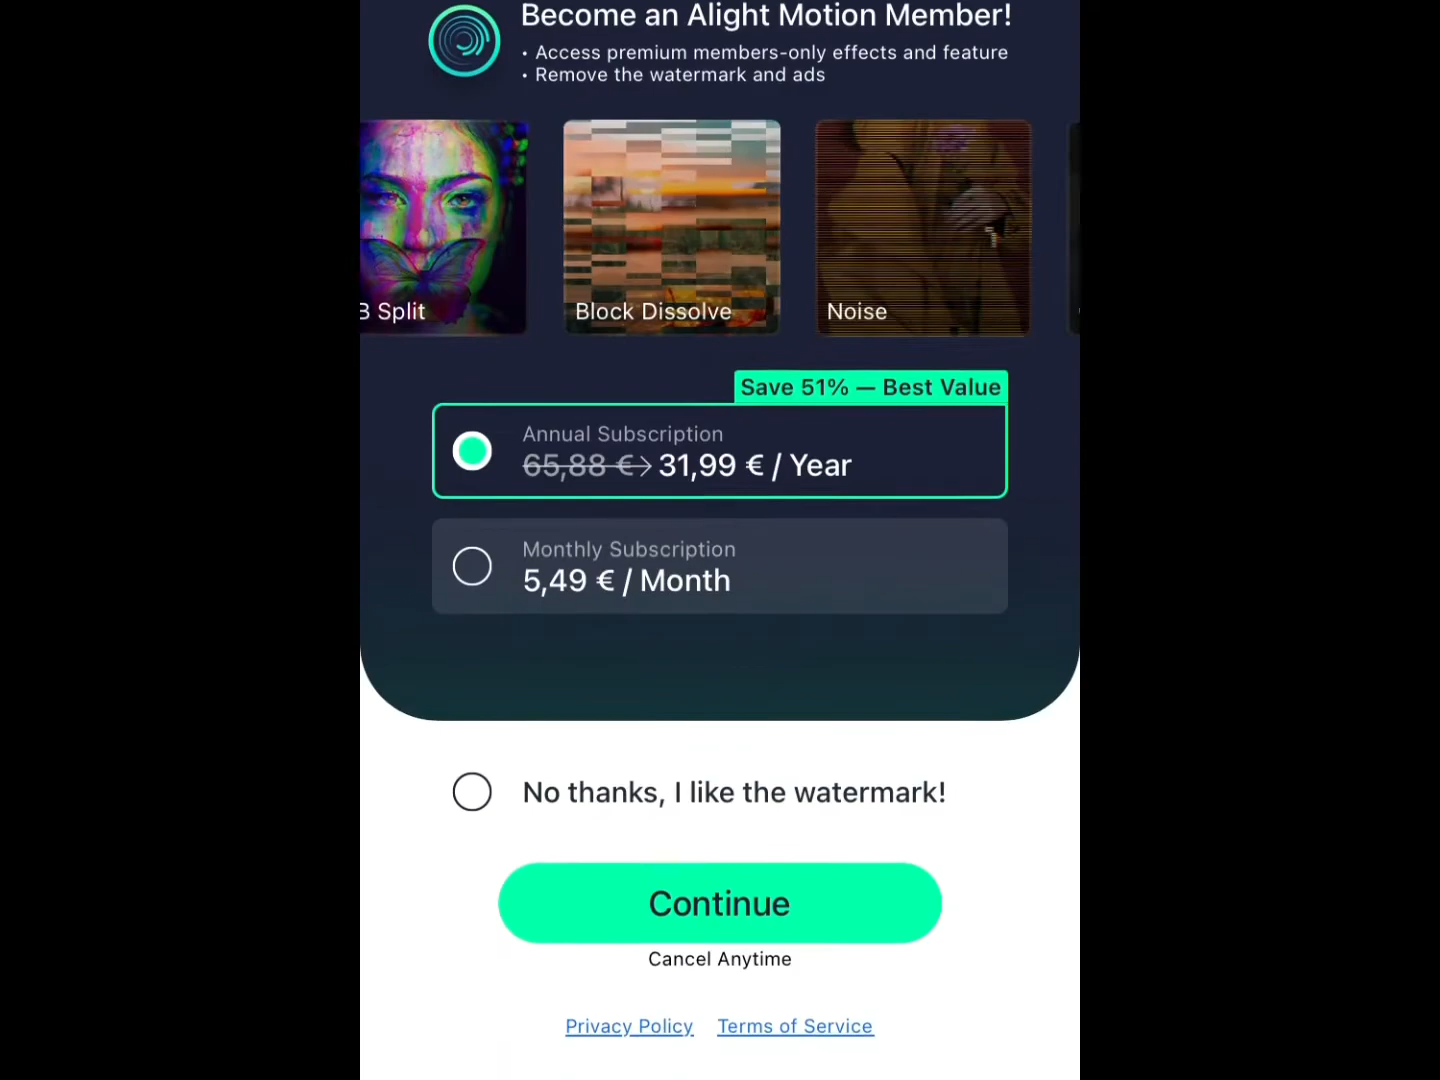 Become an Alight Motion Member!
• Access premium members-only effects and feature
• Remove the watermark and ads
B Split
Block Dissolve
Noise
Save 51% — Best Value
Annual Subscription
65,88 €→ 31,99 € / Year
Monthly Subscription
5,49 € / Month
No thanks, I like the watermark!
Continue
Cancel Anytime
Privacy Policy Terms of Service